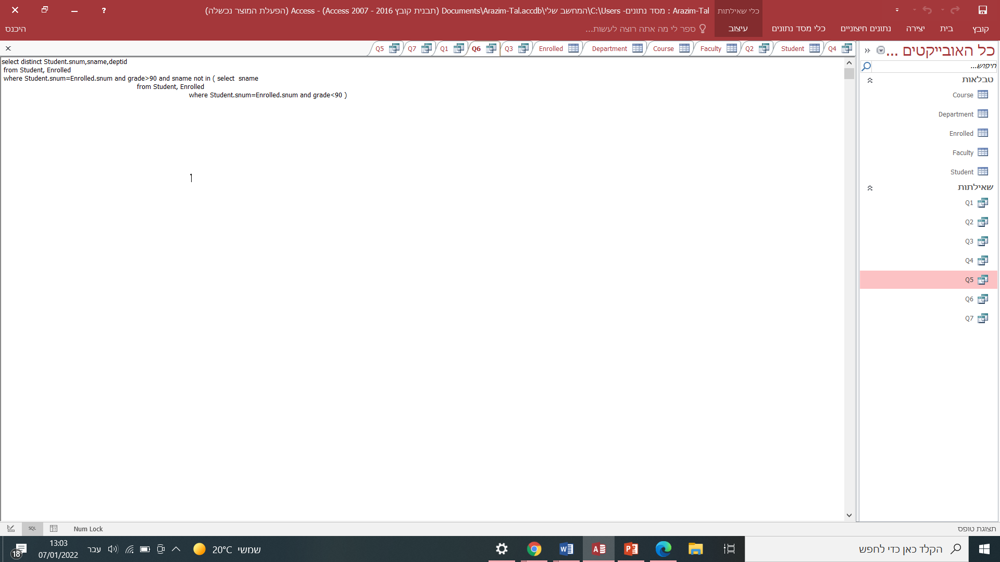 Arazim-Tal : מסד נתונים- C:\Users\המחשב שלי\Documents\Arazim-Tal.accdb (תבנית קובץ Access 2007 - 2016) - Access (הפעלת המוצר נכשלה)
כלי שאילתות
קובץ
בית
יצירה
נתונים חיצוניים
כלי מסד נתונים
עיצוב
ספר לי מה אתה רוצה לעשות...
היכנס
Q4
Student
Q2
Faculty
Course
Department
Enrolled
Q3
Q6
Q1
Q7
Q5
select distinct Student.snum,sname,deptid
from Student, Enrolled
where Student.snum=Enrolled.snum and grade>90 and sname not in ( select  sname
from Student, Enrolled
where Student.snum=Enrolled.snum and grade<90 )
כל האובייקטים ...
חיפוש...
טבלאות
Course
Department
Enrolled
Faculty
Student
שאילתות
Q1
Q2
Q3
Q4
Q5
Q6
Q7
תצוגת טופס
Num Lock
SQL
הקלד כאן כדי לחפש
20°C שמשי
עבר
13:03
07/01/2022
18